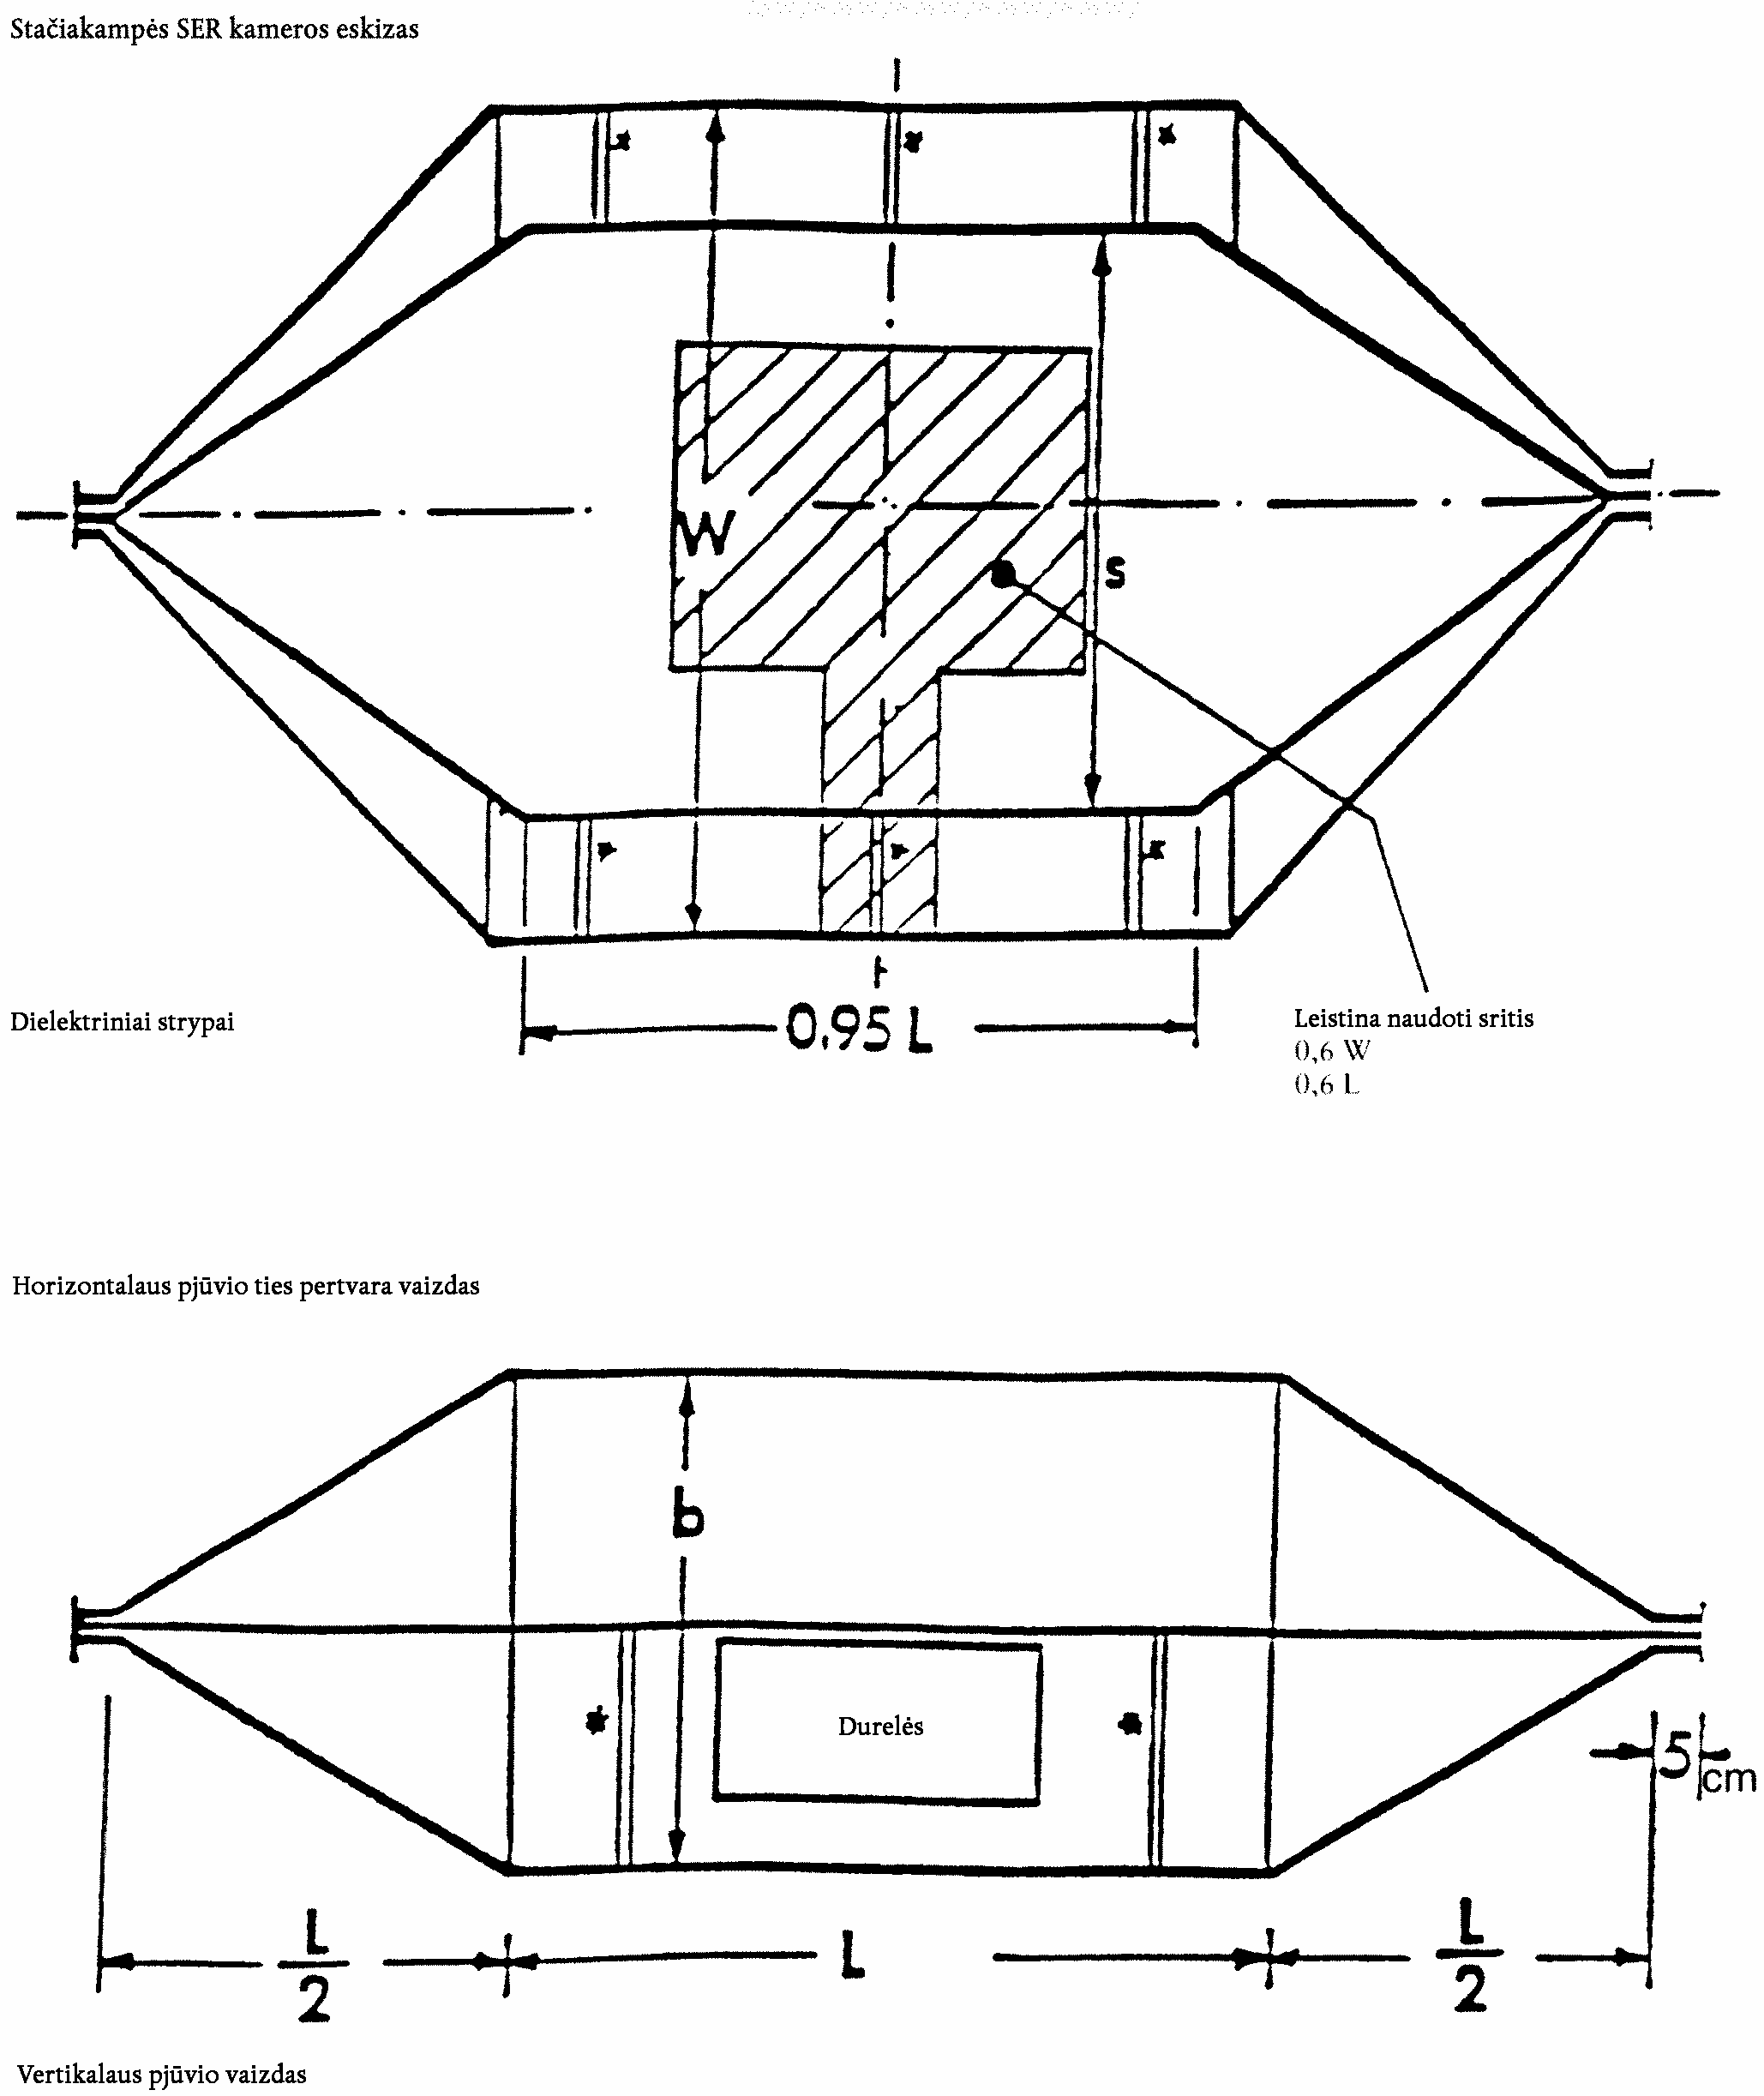 Stačiakampės SER kameros eskizas
W
s
Dielektriniai strypai
0.95 L
Leistina naudoti sritis
0,6 W
0,6 L
Horizontalaus pjūvio ties pertvara vaizdas
b
Durelės
5 cm
L
2
L
L
2
Vertikalaus pjūvio vaizdas